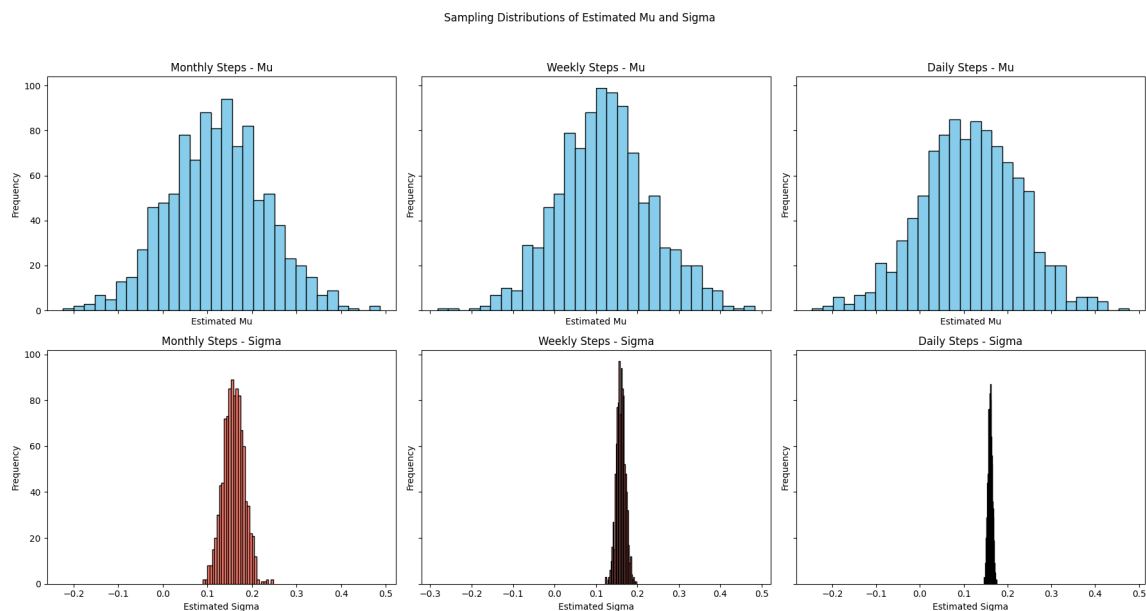 Sampling Distributions of Estimated Mu and Sigma
Monthly Steps - Mu
Weekly Steps - Mu
Daily Steps - Mu
Frequency
100
80
60
40
20
0
Frequency
Frequency
Estimated Mu
Estimated Mu
Estimated Mu
Monthly Steps - Sigma
Weekly Steps - Sigma
Daily Steps - Sigma
Frequency
100
80
60
40
20
0
Frequency
Frequency
−0.2 −0.1 0.0 0.1 0.2 0.3 0.4 0.5
−0.3 −0.2 −0.1 0.0 0.1 0.2 0.3 0.4 0.5
−0.2 −0.1 0.0 0.1 0.2 0.3 0.4 0.5
Estimated Sigma
Estimated Sigma
Estimated Sigma